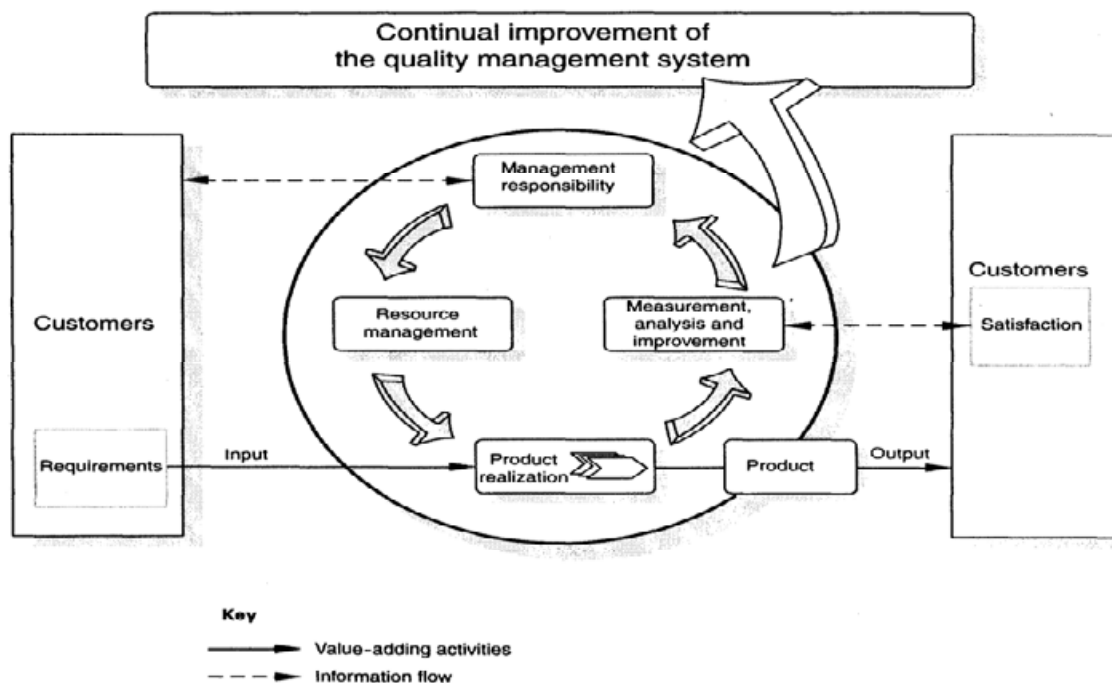 Continual improvement of
the quality management system
Management
responsibility
Customers
Resource
management
Measurement,
analysis and
improvement
Customers
Satisfaction
Requirements
Input
Product
realization
Product
Output
Key
Value-adding activities
Information flow